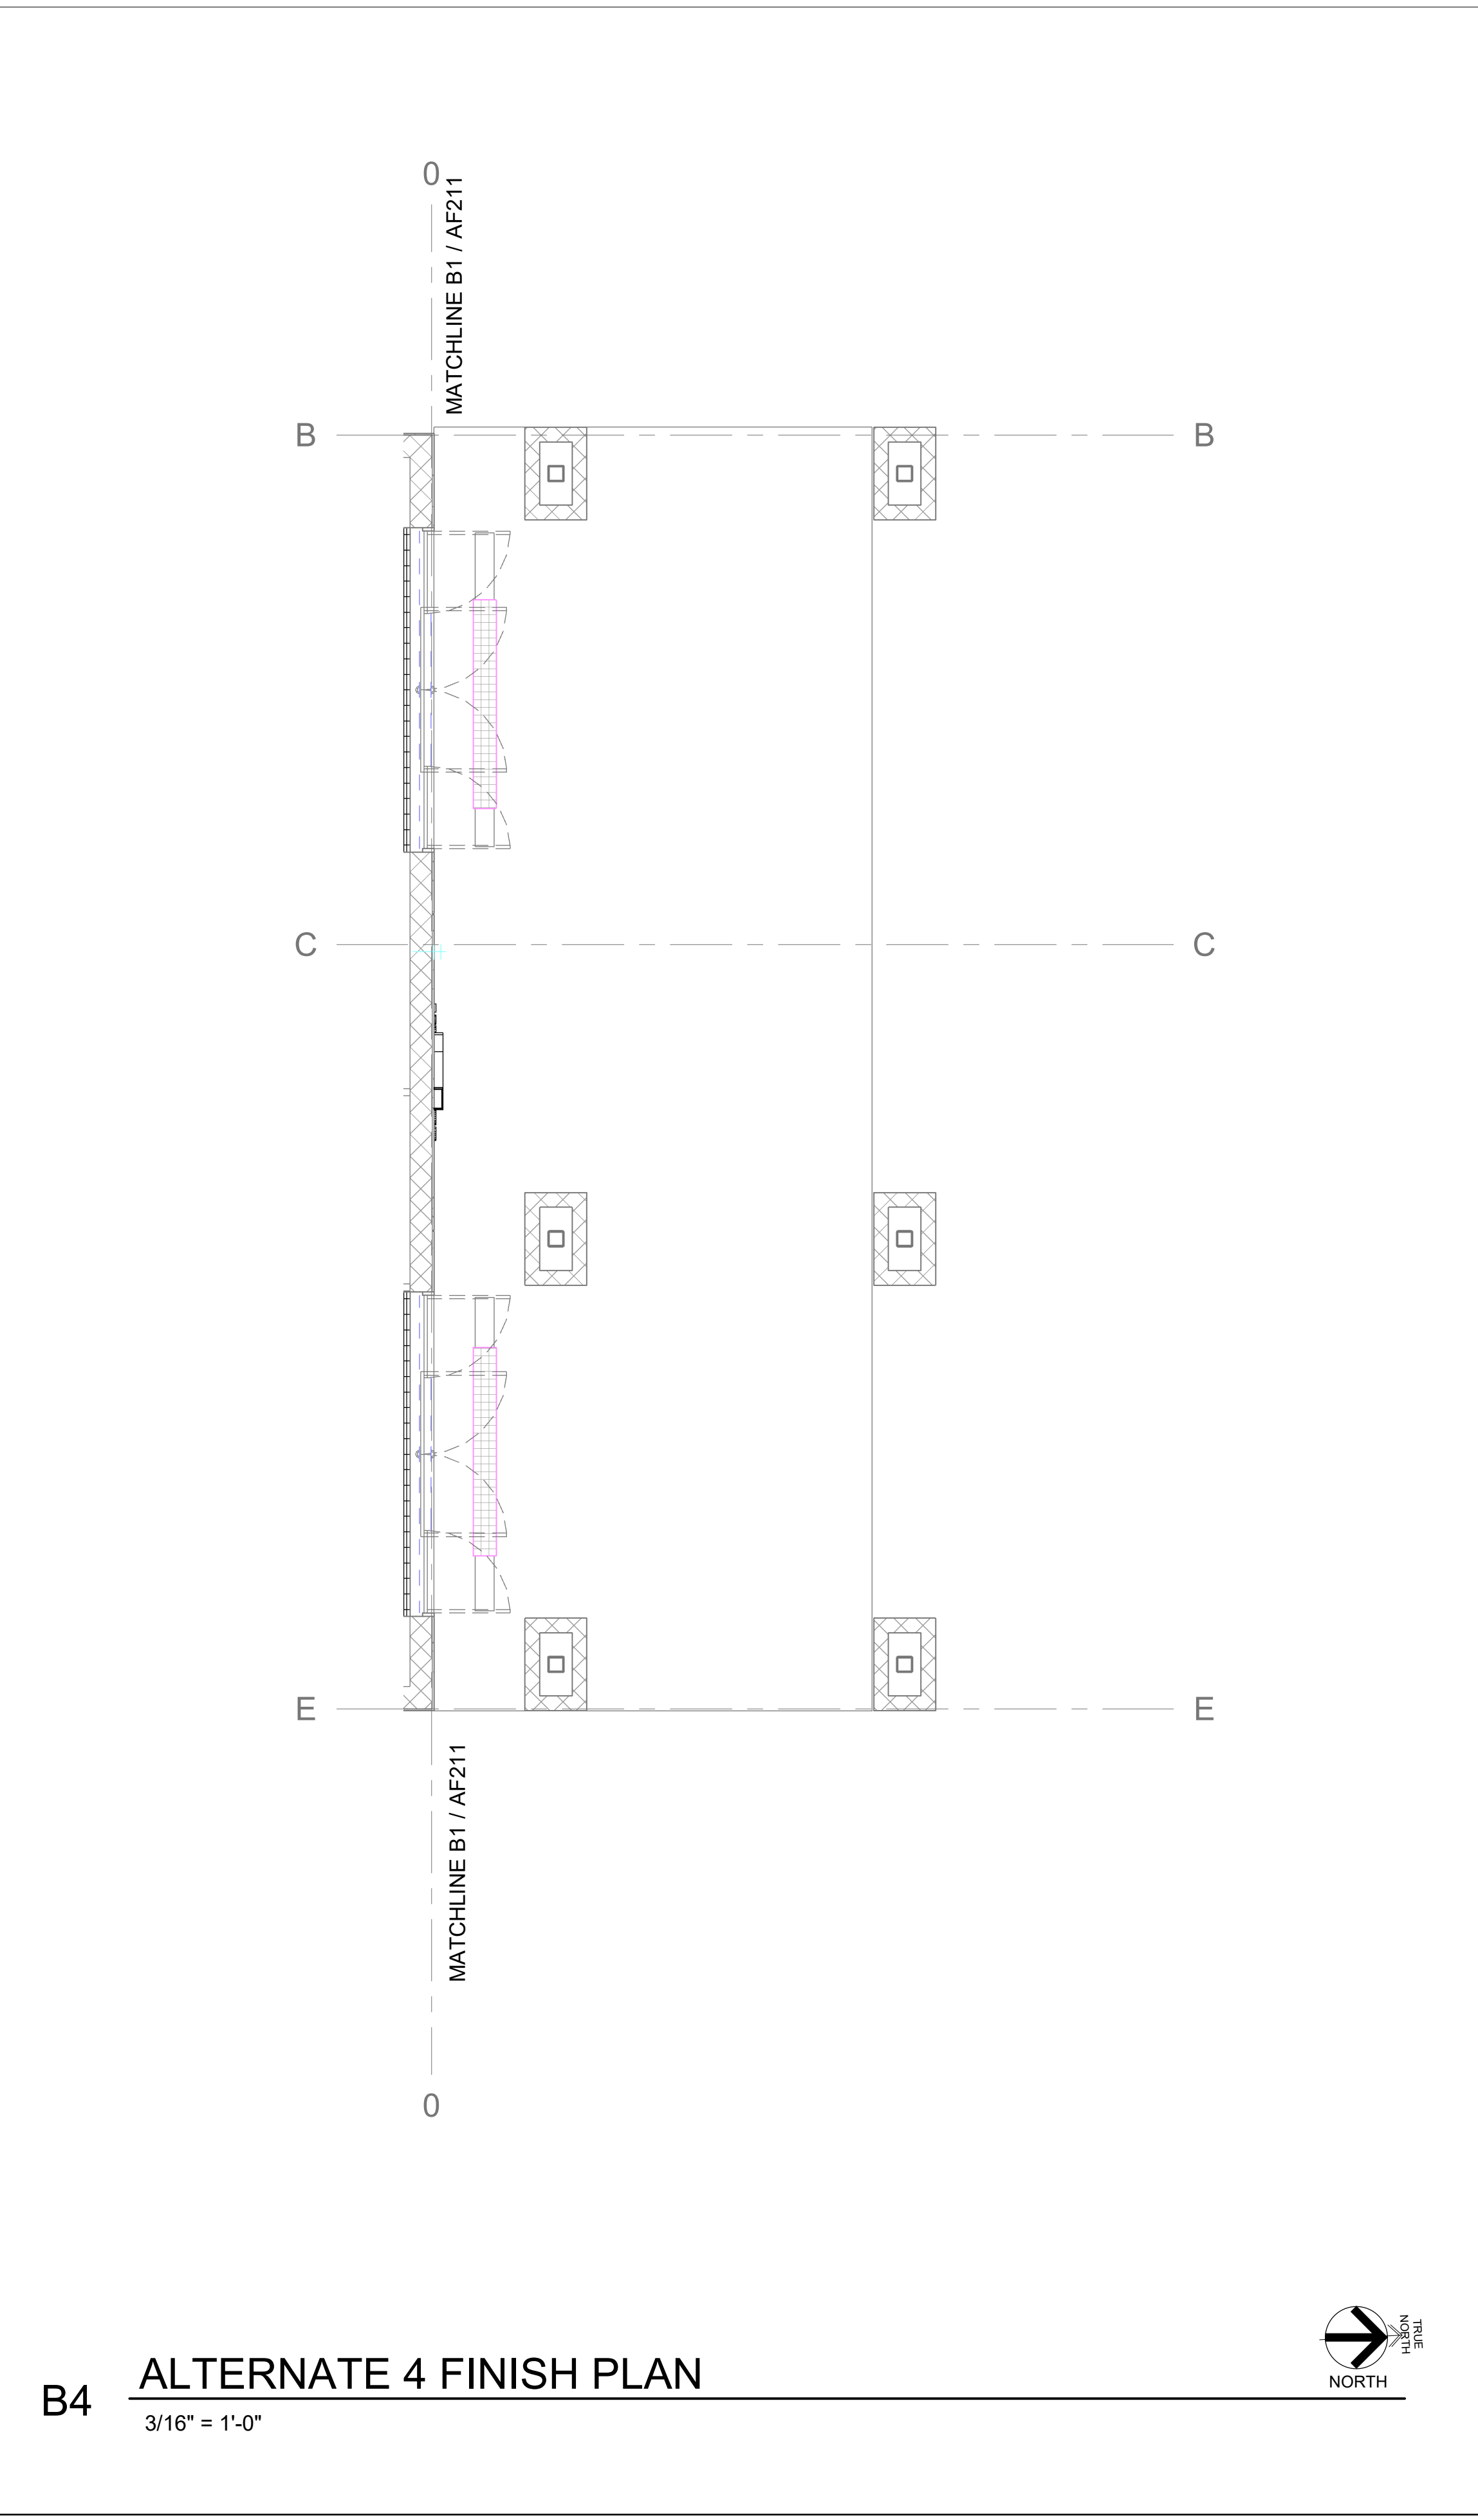 0
MATCHLINE B1 / AF211
B
B
C
C
E
E
MATCHLINE B1 / AF211
0
TRUE
NORTH
NORTH
B4
ALTERNATE 4 FINISH PLAN
3/16" = 1'-0"